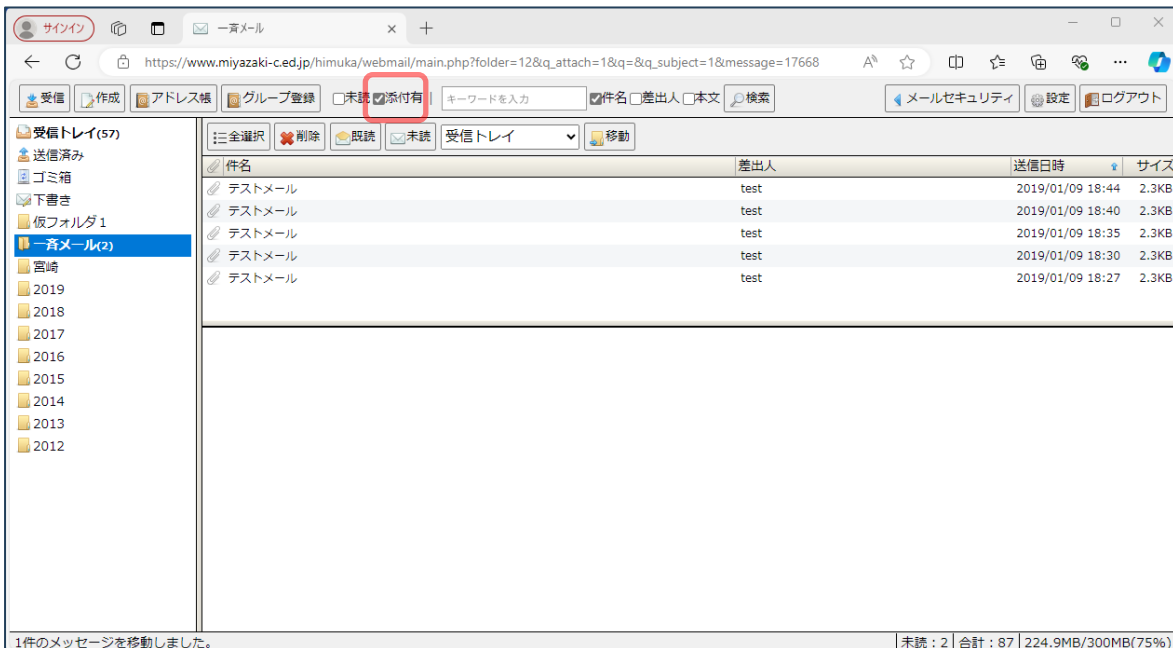 サインイン 一斉メール
https://www.miyazaki-c.ed.jp/himuka/webmail/main.php?folder=12&q_attach=1&q=&q_subject=1&message=17668
受信 作成 アドレス帳 グループ登録 未読 添付有 | キーワードを入力 件名 差出人 本文 検索 メールセキュリティ 設定 ログアウト
受信トレイ(57)
送信済み
ゴミ箱
下書き
仮フォルダ1
一斉メール(2)
宮崎
2019
2018
2017
2016
2015
2014
2013
2012
全選択 削除 既読 未読 受信トレイ 移動
件名 差出人 送信日時 サイズ
テストメール test 2019/01/09 18:44 2.3KB
テストメール test 2019/01/09 18:40 2.3KB
テストメール test 2019/01/09 18:35 2.3KB
テストメール test 2019/01/09 18:30 2.3KB
テストメール test 2019/01/09 18:27 2.3KB
1件のメッセージを移動しました。 未読：2 合計：87 224.9MB/300MB(75%)